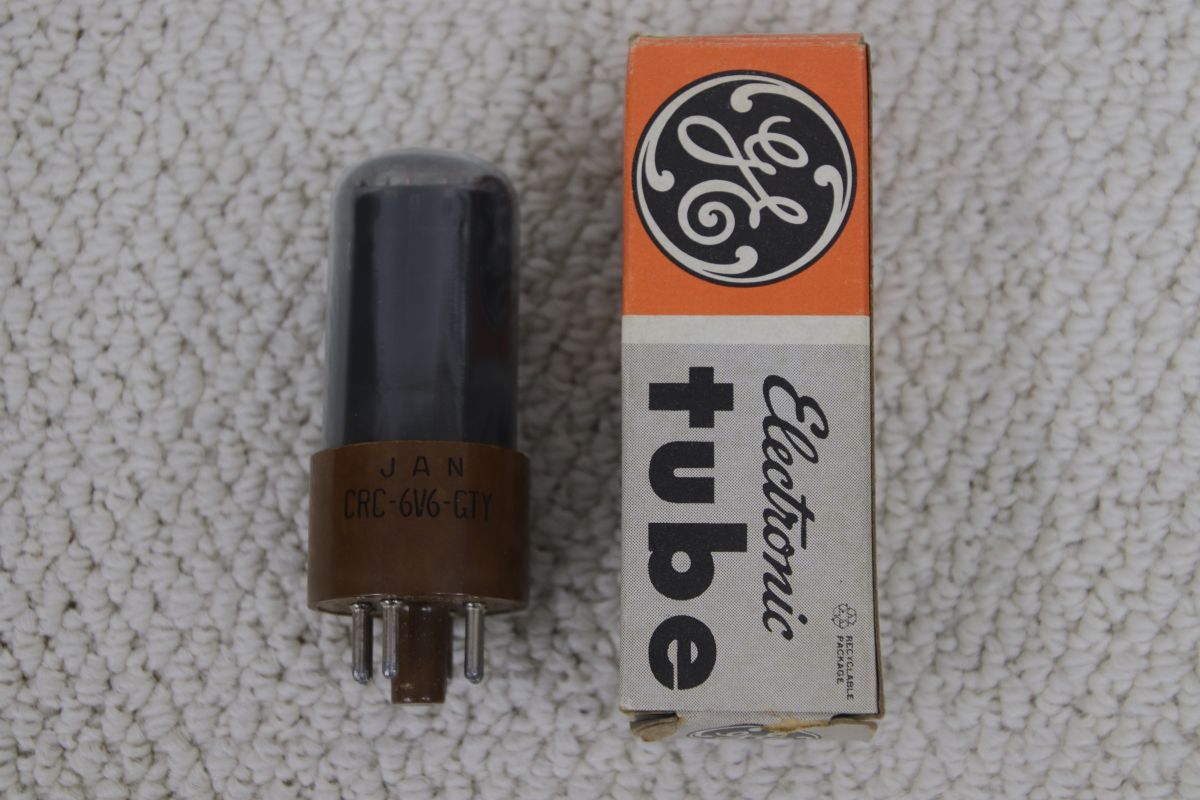 JAN
CRC-6V6-GTY
GE
Electronic
tube
RECYCLABLE
PACKAGE